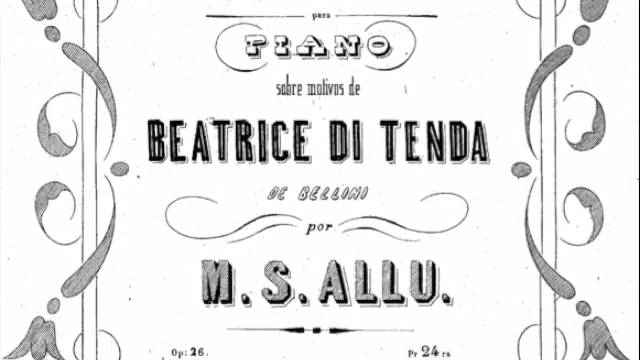 para
PIANO
sobre motivos de
BEATRICE DI TENDA
DE BELLINI
por
M. S. ALLU.
Op: 26. Pr 24 rs